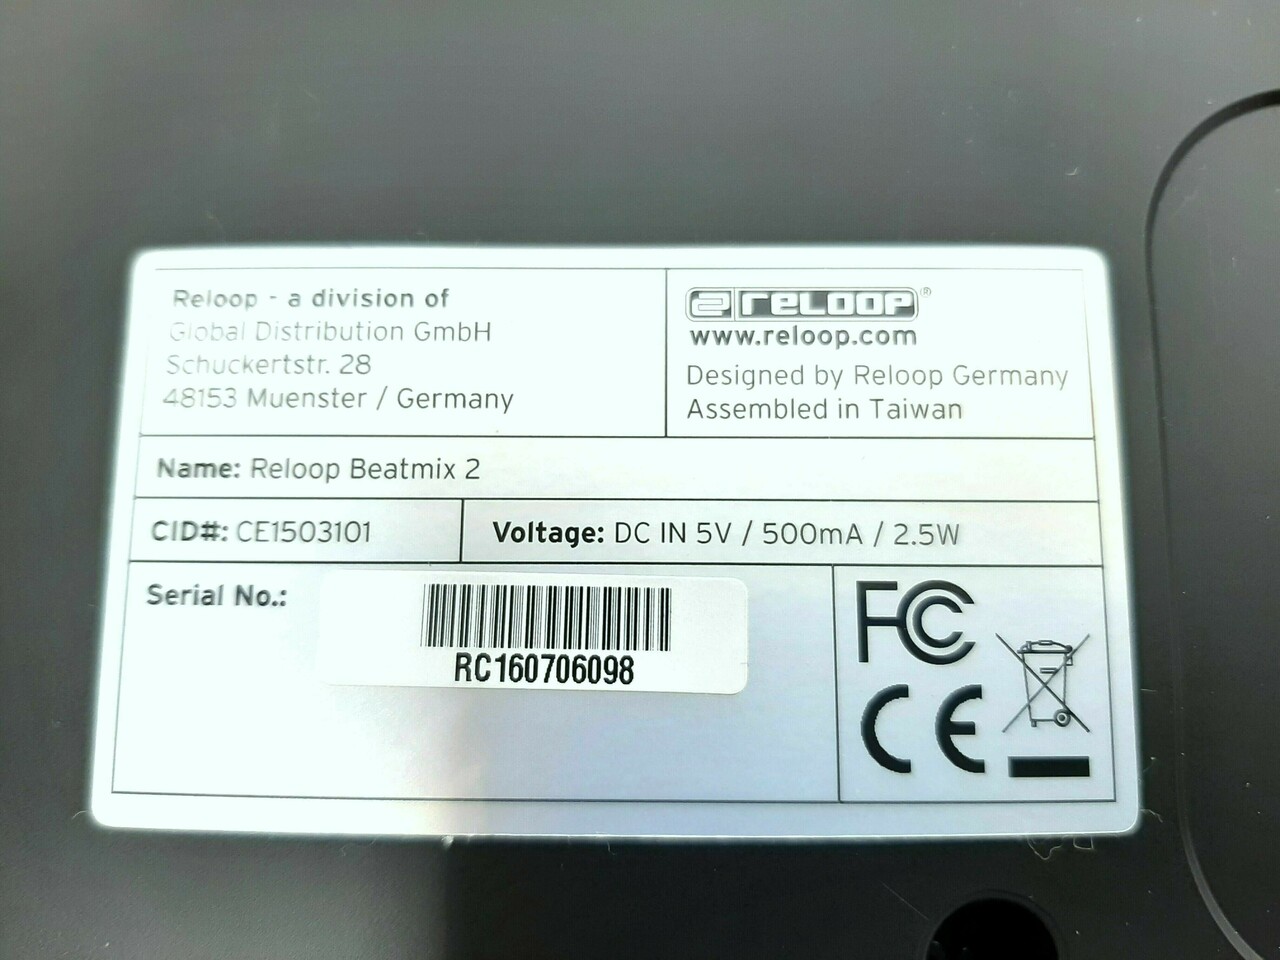 Reloop - a division of
Global Distribution GmbH
Schuckertstr. 28
48153 Muenster / Germany
RELOOP®
www.reloop.com
Designed by Reloop Germany
Assembled in Taiwan
Name: Reloop Beatmix 2
CID#: CE1503101
Voltage: DC IN 5V / 500mA / 2.5W
Serial No.:
RC160706098
FC
CE